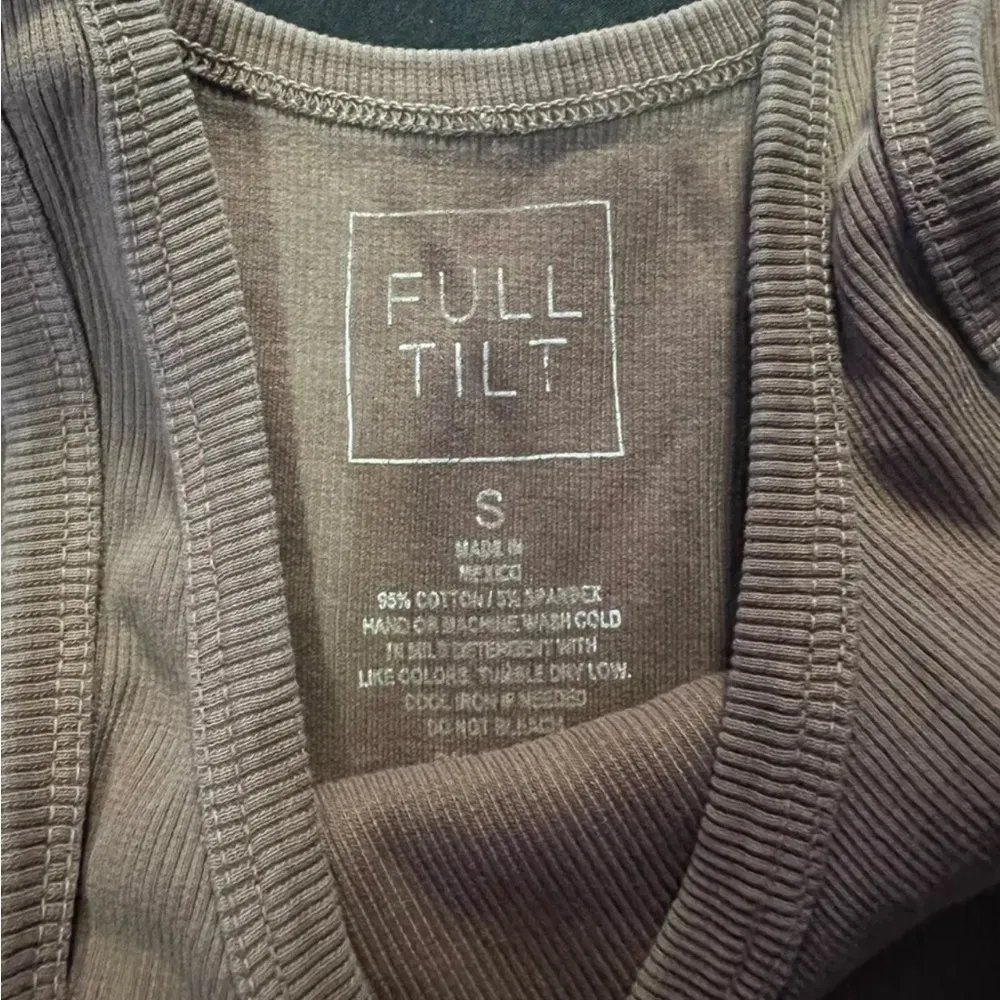 FULL
TILT
S
MADE IN
MEXICO
95% COTTON / 5% SPANDEX
HAND OR MACHINE WASH COLD
IN MILD DETERGENT WITH
LIKE COLORS. TUMBLE DRY LOW.
COOL IRON IF NEEDED
DO NOT BLEACH